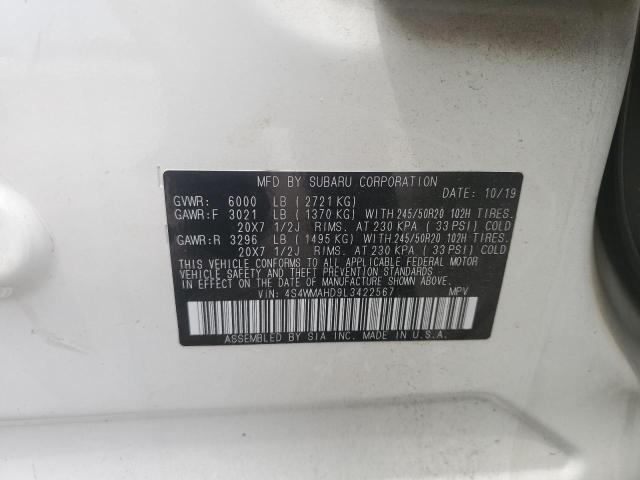 MFD BY SUBARU CORPORATION
DATE: 10/19
GVWR: 6000 LB (2721 KG)
GAWR:F 3021 LB (1370 KG) WITH 245/50R20 102H TIRES.
20X7 1/2J RIMS. AT 230 KPA ( 33 PSI) COLD
GAWR:R 3296 LB (1495 KG) WITH 245/50R20 102H TIRES.
20X7 1/2J RIMS. AT 230 KPA ( 33 PSI) COLD
THIS VEHICLE CONFORMS TO ALL APPLICABLE FEDERAL MOTOR
VEHICLE SAFETY AND THEFT PREVENTION STANDARDS
IN EFFECT ON THE DATE OF MANUFACTURE SHOWN ABOVE.
VIN: 4S4WMAHD9L3422567 MPV
ASSEMBLED BY SIA INC. MADE IN U.S.A.